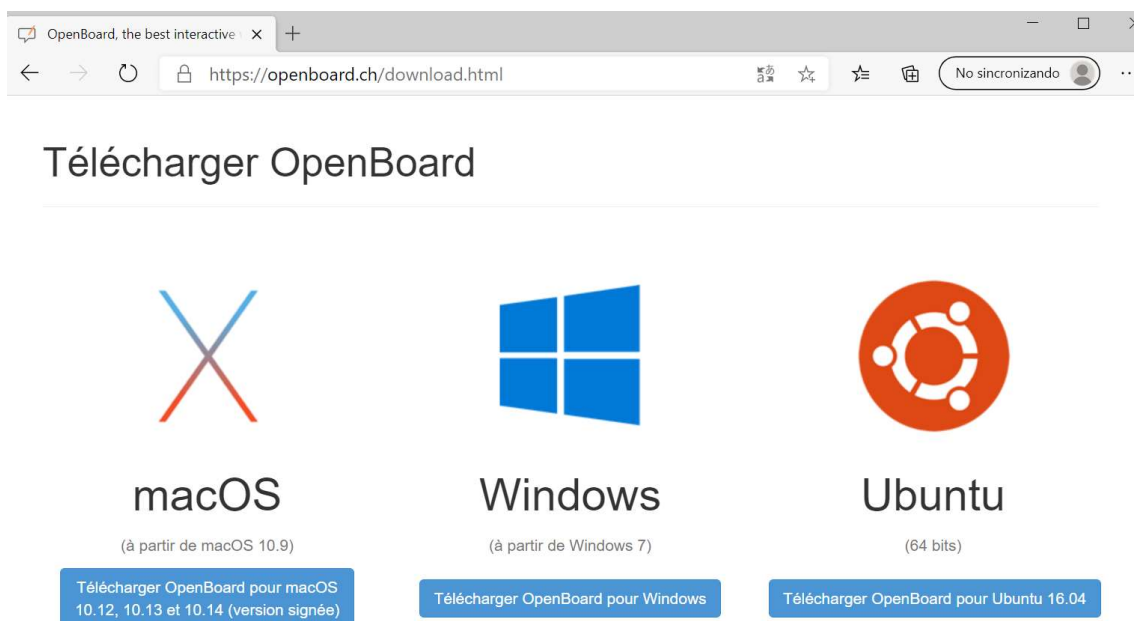 OpenBoard, the best interactive
https://openboard.ch/download.html
No sincronizando
Télécharger OpenBoard
macOS
(à partir de macOS 10.9)
Télécharger OpenBoard pour macOS
10.12, 10.13 et 10.14 (version signée)
Windows
(à partir de Windows 7)
Télécharger OpenBoard pour Windows
Ubuntu
(64 bits)
Télécharger OpenBoard pour Ubuntu 16.04